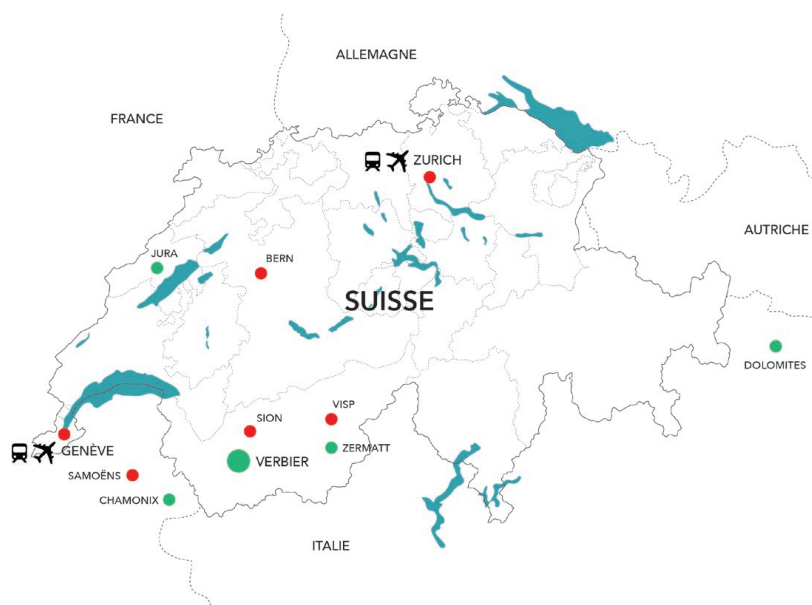 ALLEMAGNE
FRANCE
ZURICH
AUTRICHE
JURA
BERN
SUISSE
DOLOMITES
VISP
SION
GENÈVE
ZERMATT
VERBIER
SAMOËNS
CHAMONIX
ITALIE